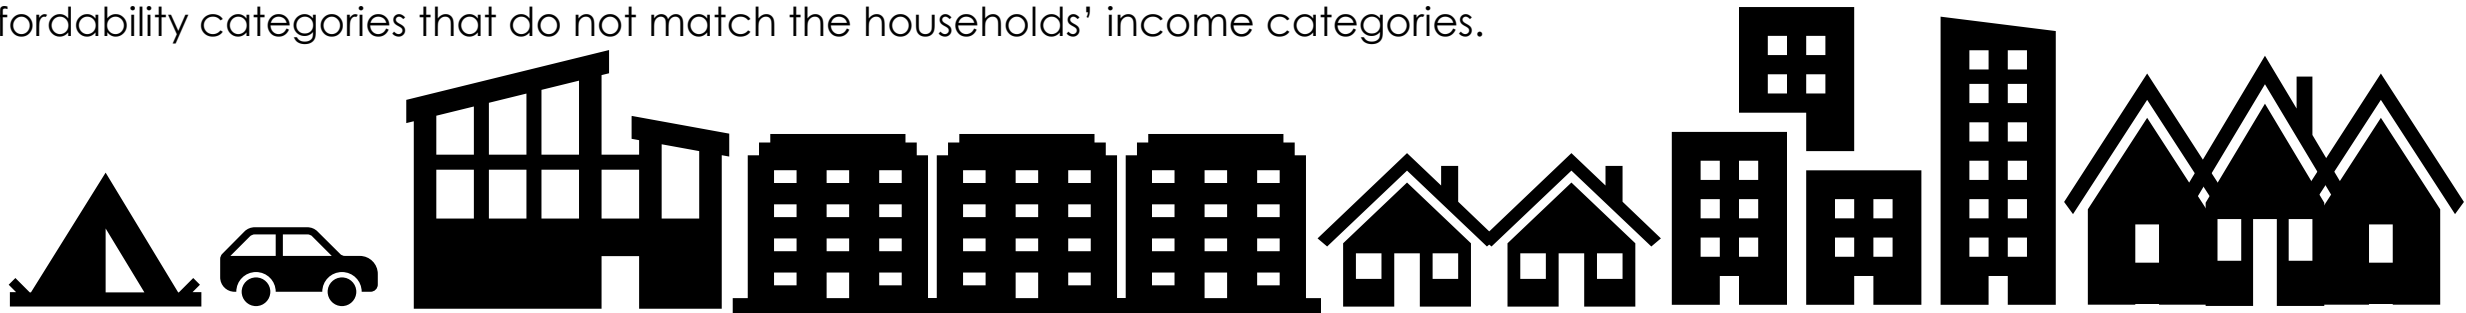 fordability categories that do not match the households’ income categories.